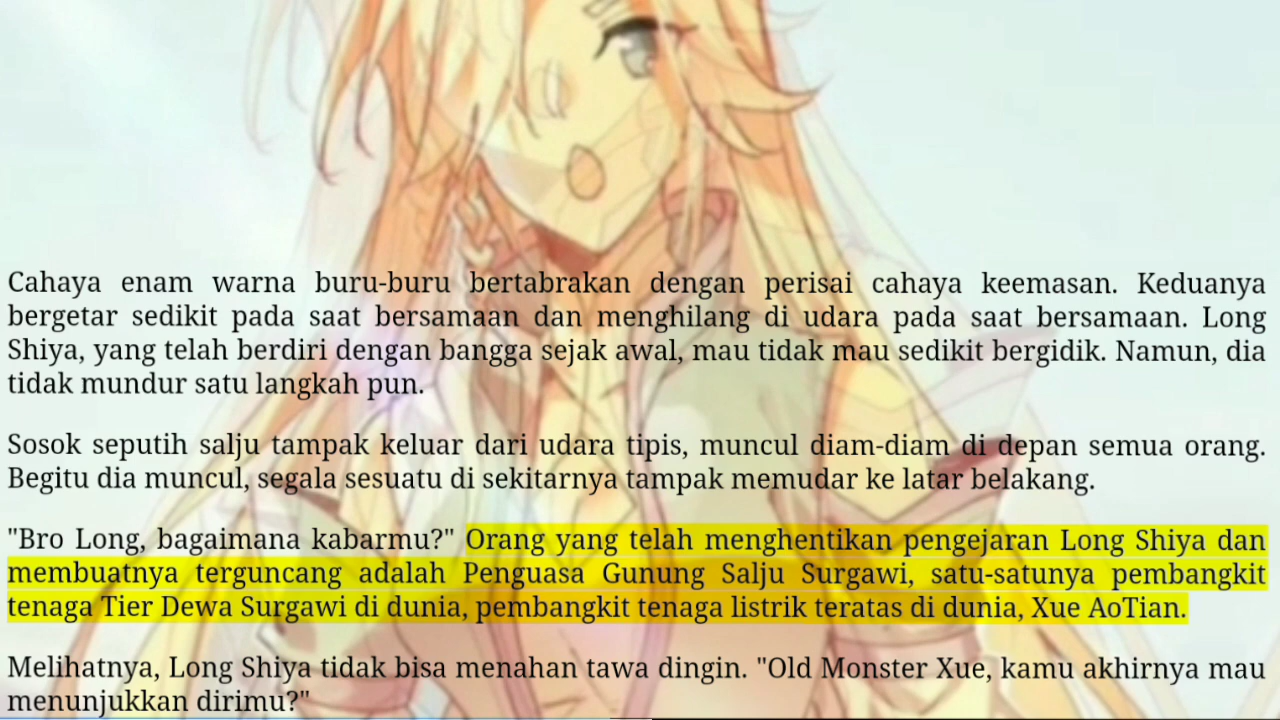 Cahaya enam warna buru-buru bertabrakan dengan perisai cahaya keemasan. Keduanya
bergetar sedikit pada saat bersamaan dan menghilang di udara pada saat bersamaan. Long
Shiya, yang telah berdiri dengan bangga sejak awal, mau tidak mau sedikit bergidik. Namun, dia
tidak mundur satu langkah pun.
Sosok seputih salju tampak keluar dari udara tipis, muncul diam-diam di depan semua orang.
Begitu dia muncul, segala sesuatu di sekitarnya tampak memudar ke latar belakang.
"Bro Long, bagaimana kabarmu?" Orang yang telah menghentikan pengejaran Long Shiya dan
membuatnya terguncang adalah Penguasa Gunung Salju Surgawi, satu-satunya pembangkit
tenaga Tier Dewa Surgawi di dunia, pembangkit tenaga listrik teratas di dunia, Xue AoTian.
Melihatnya, Long Shiya tidak bisa menahan tawa dingin. "Old Monster Xue, kamu akhirnya mau
menunjukkan dirimu?"